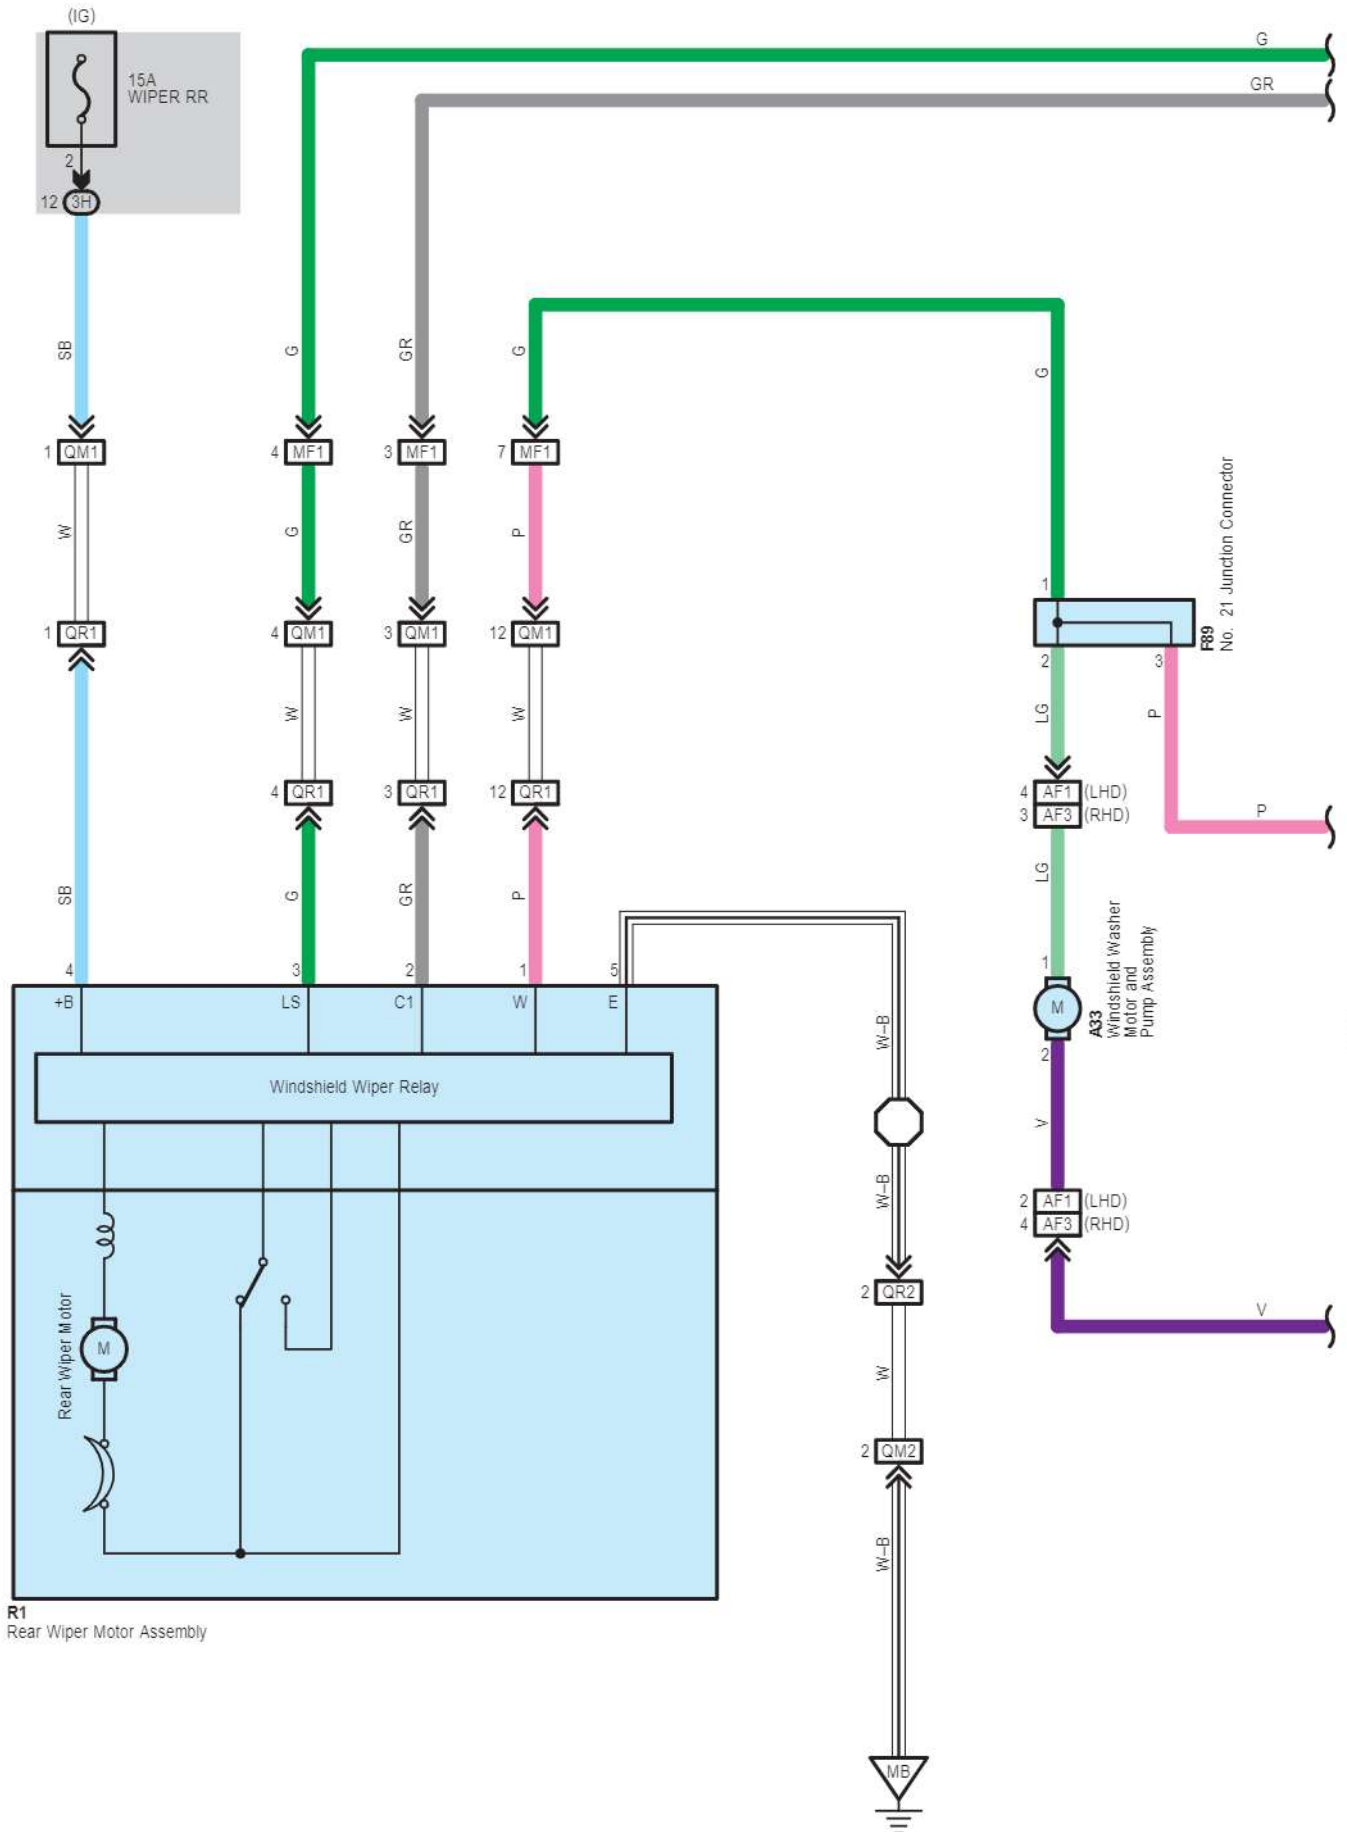 (IG)
15A
WIPER RR
2
12 3H
G
GR
SB
G
GR
G
G
1 QM1
4 MF1
3 MF1
7 MF1
W
G
GR
P
1
F89
No. 21 Junction Connector
2
3
1 QR1
4 QM1
3 QM1
12 QM1
W
W
W
LG
P
4 QR1
3 QR1
12 QR1
4 AF1 (LHD)
3 AF3 (RHD)
P
SB
G
GR
P
LG
4
3
2
1
5
1
+B
LS
C1
W
E
M
A33
Windshield Washer
Motor and
Pump Assembly
2
W-B
Windshield Wiper Relay
V
W-B
2 AF1 (LHD)
4 AF3 (RHD)
2 QR2
V
Rear Wiper Motor
M
W
2 QM2
W-B
R1
Rear Wiper Motor Assembly
MB